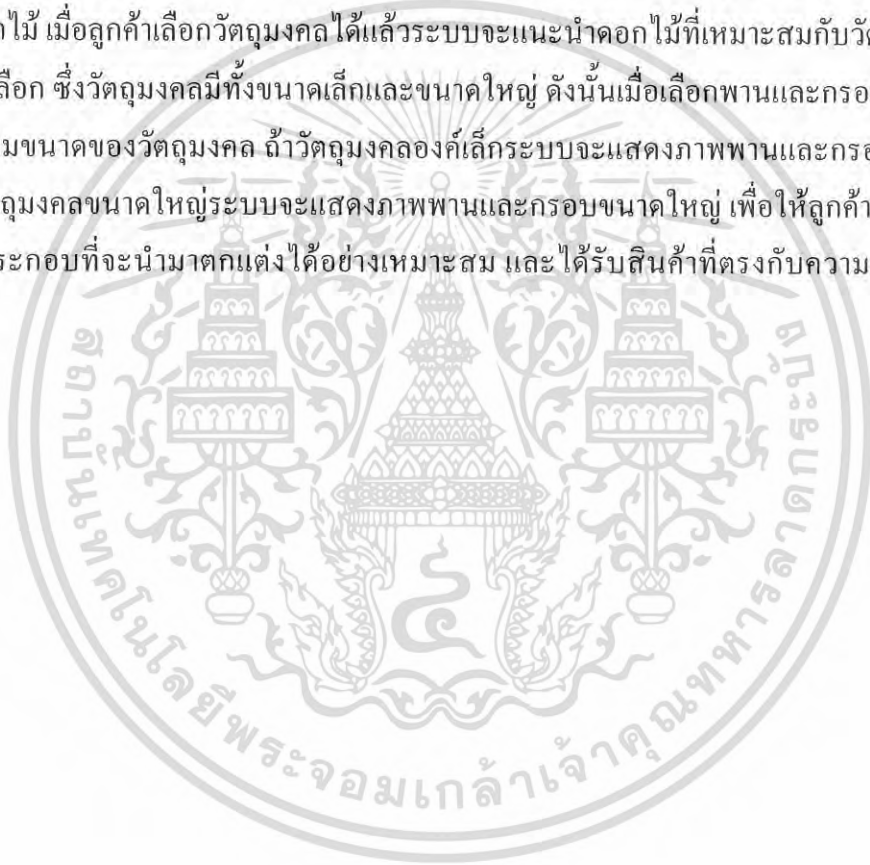 ไม้ เมื่อลูกค้าเลือกวัตถุมงคลได้แล้วระบบจะแนะนำดอกไม้ที่เหมาะสมกับวัต
ลือก ซึ่งวัตถุมงคลมีทั้งขนาดเล็กและขนาดใหญ่ ดังนั้นเมื่อเลือกพานและกรอ
มขนาดของวัตถุมงคล ถ้าวัตถุมงคลองค์เล็กระบบจะแสดงภาพพานและกรอ
ถุมงคลขนาดใหญ่ระบบจะแสดงภาพพานและกรอบขนาดใหญ่ เพื่อให้ลูกค้า
ระกอบที่จะนำมาตกแต่งได้อย่างเหมาะสม และได้รับสินค้าที่ตรงกับความ
สถาบันเทคโนโลยีพระจอมเกล้าเจ้าคุณทหารลาดกระบัง
๔